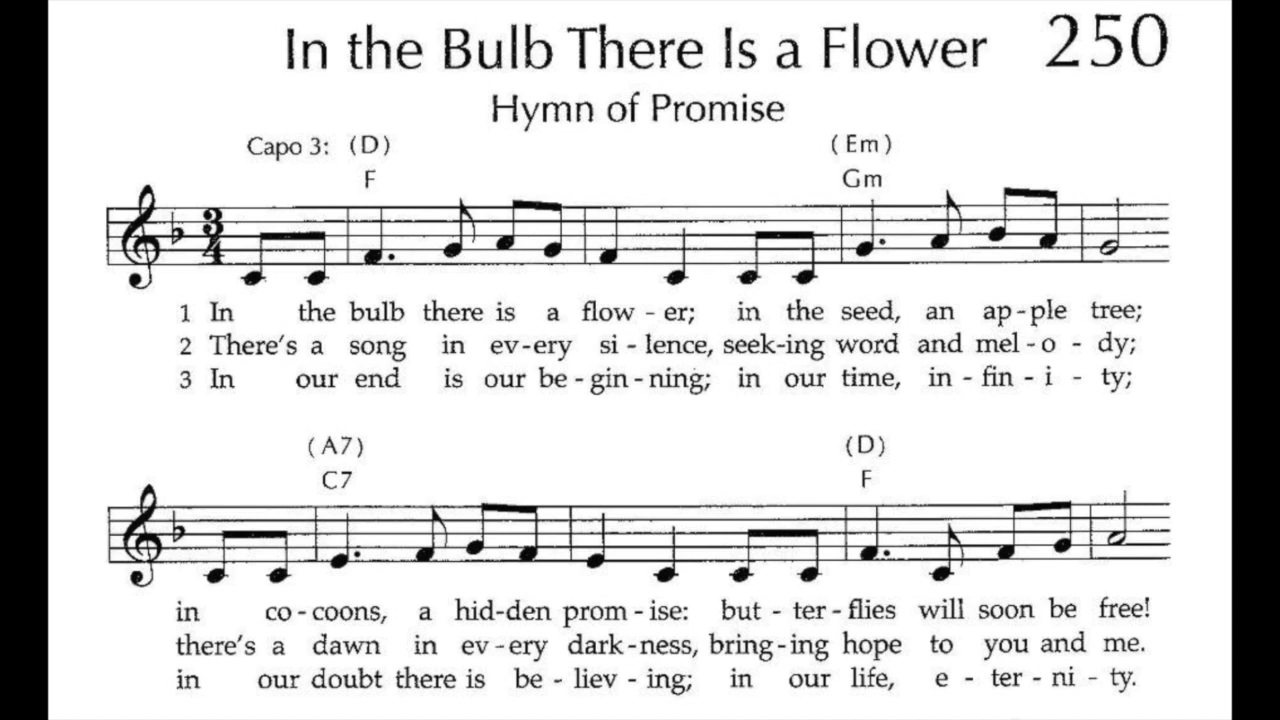 In the Bulb There Is a Flower 250
Hymn of Promise
Capo 3: (D) (Em)
F Gm
3
4
1 In the bulb there is a flow - er; in the seed, an ap - ple tree;
2 There's a song in ev - ery si - lence, seek - ing word and mel - o - dy;
3 In our end is our be - gin - ning; in our time, in - fin - i - ty;
(A7) (D)
C7 F
in co - coons, a hid - den prom - ise: but - ter - flies will soon be free!
there's a dawn in ev - ery dark - ness, bring - ing hope to you and me.
in our doubt there is be - liev - ing; in our life, e - ter - ni - ty.